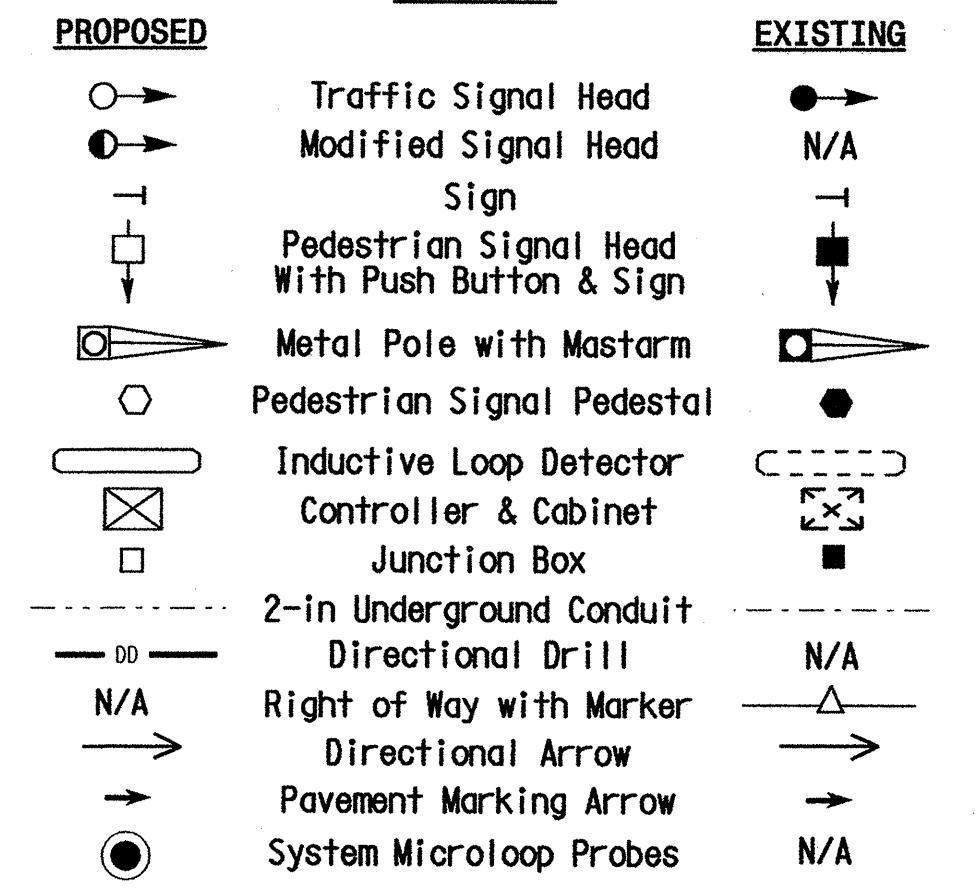 PROPOSED EXISTING
Traffic Signal Head
Modified Signal Head N/A
Sign
Pedestrian Signal Head
With Push Button & Sign
Metal Pole with Mastarm
Pedestrian Signal Pedestal
Inductive Loop Detector
Controller & Cabinet
Junction Box
2-in Underground Conduit
DD Directional Drill N/A
N/A Right of Way with Marker
Directional Arrow
Pavement Marking Arrow
System Microloop Probes N/A